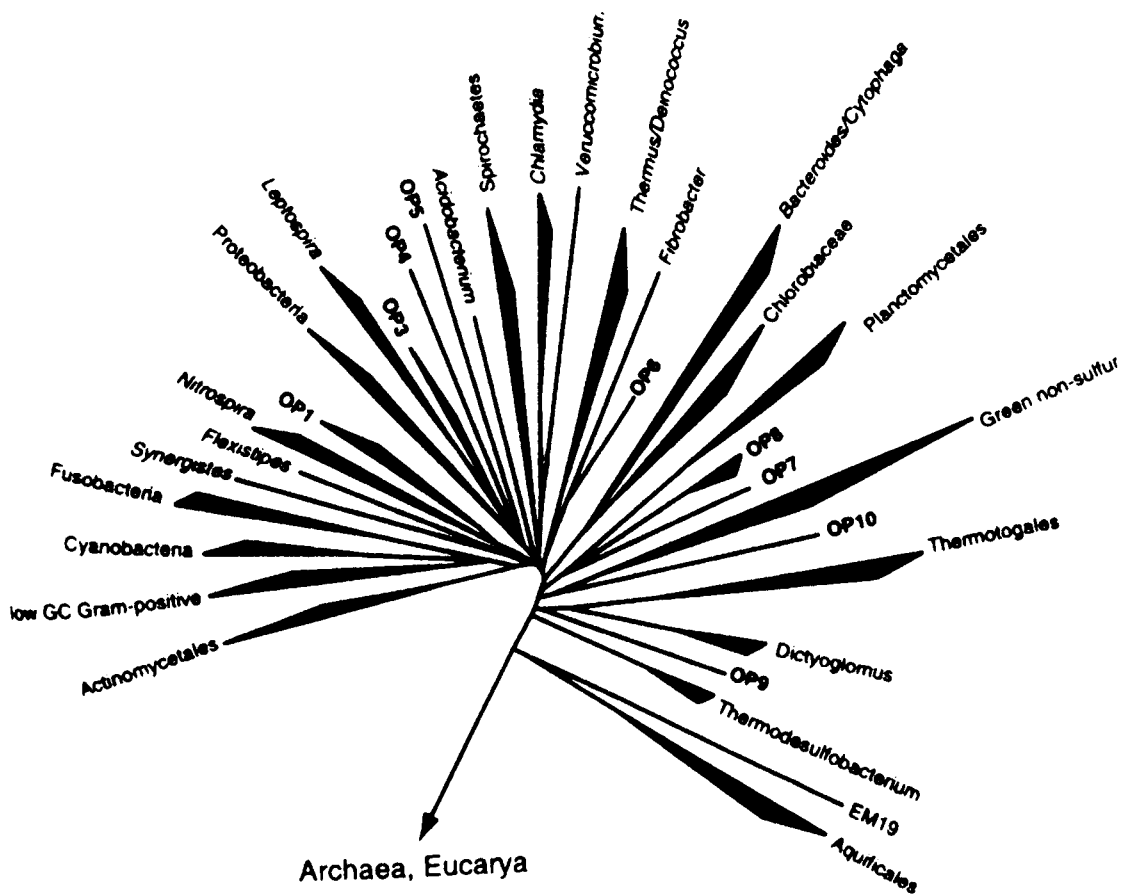 Actinomycetales
low GC Gram-positive
Cyanobacteria
Fusobacteria
Synergistes
Flexistipes
Nitrospira
OP1
Proteobacteria
Leptospira
OP3
OP4
OP5
Acidobacterium
Spirochaetes
Chlamydia
Veruccomicrobium.
Thermus/Deinococcus
Fibrobacter
OP6
Bacteroides/Cytophaga
Chlorobiaceae
Planctomycetales
OP8
OP7
Green non-sulfur
OP10
Thermotogales
Dictyoglomus
OP9
Thermodesulfobacterium
EM19
Aquificales
Archaea, Eucarya